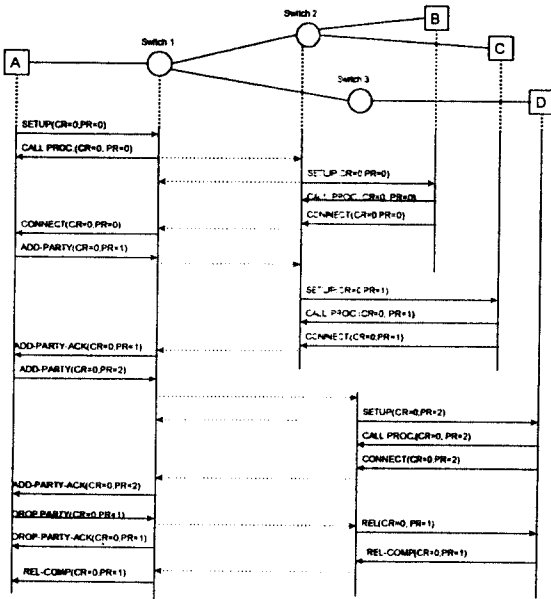 Switch 2
B
Switch 1
C
A
Switch 3
D
SETUP(CR=0,PR=0)
CALL PROC.(CR=0, PR=0)
SETUP CR=0 PR=0)
CALL PROC. (CR=0, PR=0)
CONNECT(CR=0,PR=0)
CONNECT(CR=0,PR=0)
ADD-PARTY(CR=0,PR=1)
SETUP(CR=0,PR=1)
CALL PROC.(CR=0, PR=1)
CONNECT(CR=0,PR=1)
ADD-PARTY-ACK(CR=0,PR=1)
ADD-PARTY(CR=0,PR=2)
SETUP(CR=0,PR=2)
CALL PROC.(CR=0, PR=2)
CONNECT(CR=0,PR=2)
ADD-PARTY-ACK(CR=0,PR=2)
DROP PARTY(CR=0,PR=1)
REL(CR=0, PR=1)
DROP-PARTY-ACK(CR=0,PR=1)
REL-COMP(CR=0,PR=1)
REL-COMP(CR=0,PR=1)